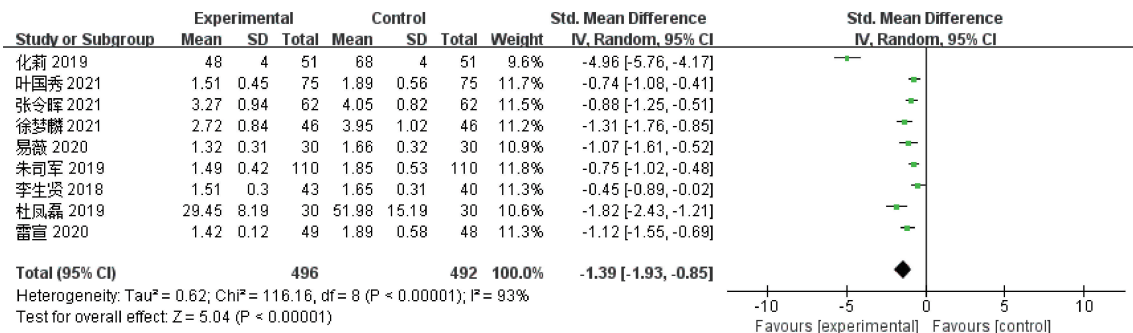 Experimental Control Std. Mean Difference Std. Mean Difference
Study or Subgroup Mean SD Total Mean SD Total Weight IV, Random, 95% CI IV, Random, 95% CI
化莉 2019 48 4 51 68 4 51 9.6% -4.96 [-5.76, -4.17]
叶国秀 2021 1.51 0.45 75 1.89 0.56 75 11.7% -0.74 [-1.08, -0.41]
张令晖 2021 3.27 0.94 62 4.05 0.82 62 11.5% -0.88 [-1.25, -0.51]
徐梦麟 2021 2.72 0.84 46 3.95 1.02 46 11.2% -1.31 [-1.76, -0.85]
易薇 2020 1.32 0.31 30 1.66 0.32 30 10.9% -1.07 [-1.61, -0.52]
朱司军 2019 1.49 0.42 110 1.85 0.53 110 11.8% -0.75 [-1.02, -0.48]
李生贤 2018 1.51 0.3 43 1.65 0.31 40 11.3% -0.45 [-0.89, -0.02]
杜凤磊 2019 29.45 8.19 30 51.98 15.19 30 10.6% -1.82 [-2.43, -1.21]
雷宣 2020 1.42 0.12 49 1.89 0.58 48 11.3% -1.12 [-1.55, -0.69]
Total (95% CI) 496 492 100.0% -1.39 [-1.93, -0.85]
Heterogeneity: Tau² = 0.62; Chi² = 116.16, df = 8 (P < 0.00001); I² = 93%
Test for overall effect: Z = 5.04 (P < 0.00001)
-10 -5 0 5 10
Favours [experimental] Favours [control]